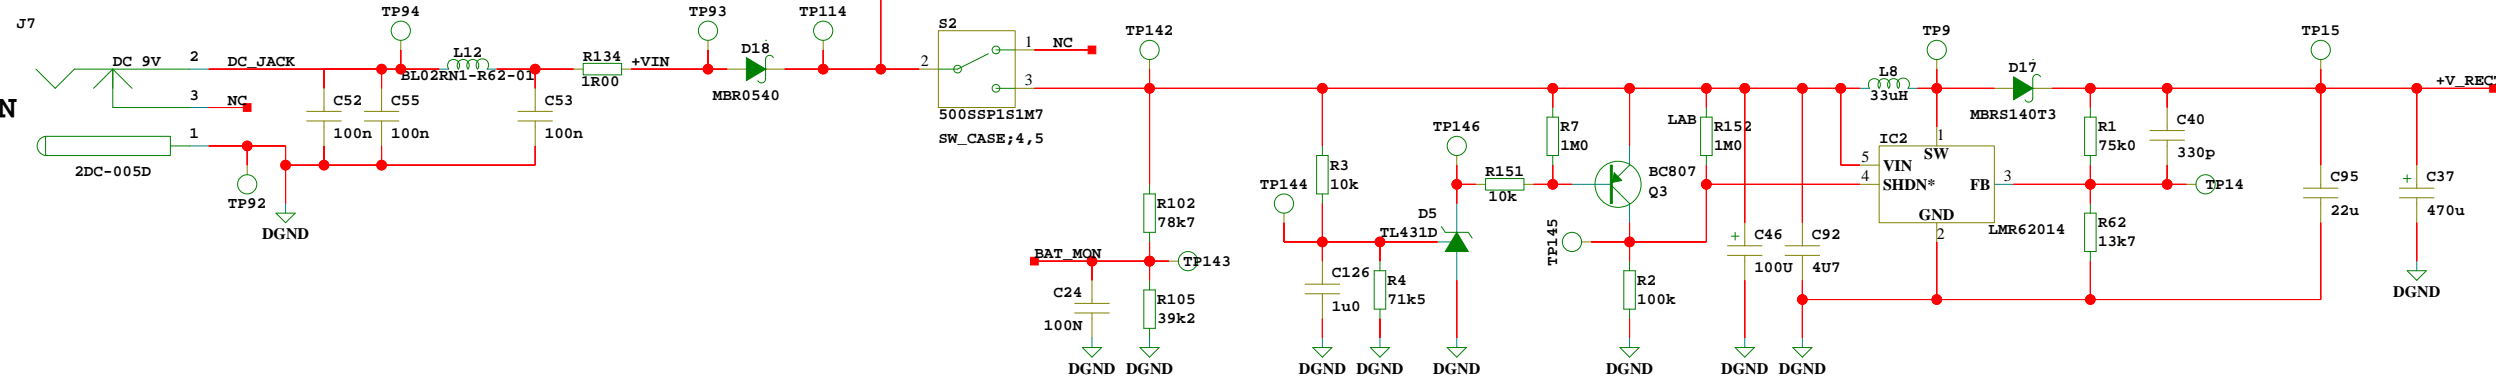 J7
N
DC 9V
2
DC_JACK
3
NC
1
2DC-005D
TP92
DGND
TP94
L12
BL02RN1-R62-01
C52
100n
C55
100n
C53
100n
R134
1R00
+VIN
TP93
D18
MBR0540
TP114
S2
2
1
NC
3
500SSP1S1M7
SW_CASE;4,5
TP142
R102
78k7
BAT_MON
TP143
C24
100N
R105
39k2
DGND
DGND
TP144
R3
10k
C126
1u0
R4
71k5
DGND
DGND
TP146
D5
TL431D
DGND
R151
10k
R7
1M0
BC807
Q3
TP145
R2
100k
DGND
LAB
R152
1M0
C46
100U
C92
4U7
DGND
DGND
L8
33uH
TP9
D17
MBRS140T3
IC2
1
SW
5
VIN
4
SHDN*
FB
3
GND
2
LMR62014
R1
75k0
C40
330p
TP14
R62
13k7
TP15
C95
22u
C37
470u
DGND